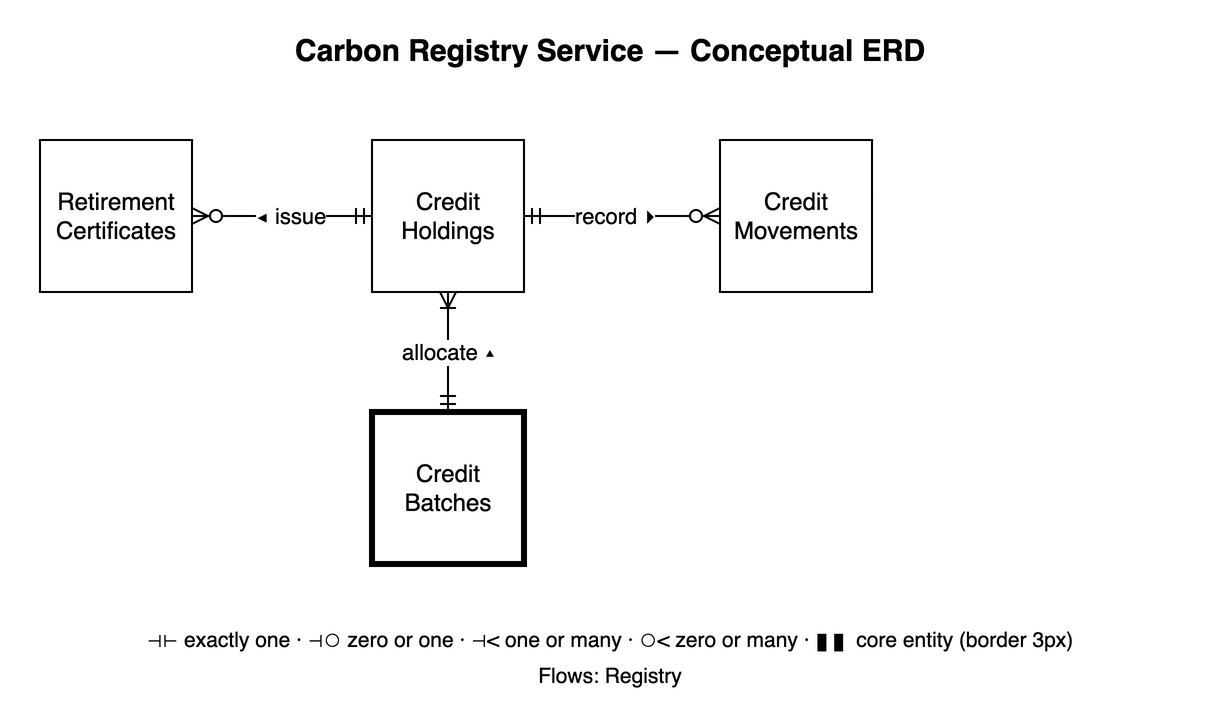 Carbon Registry Service — Conceptual ERD
Retirement
Certificates
◂ issue
Credit
Holdings
record ▸
Credit
Movements
allocate ▴
Credit
Batches
⊣⊢ exactly one · ⊣○ zero or one · ⊣< one or many · ○< zero or many · ▮▮ core entity (border 3px)
Flows: Registry